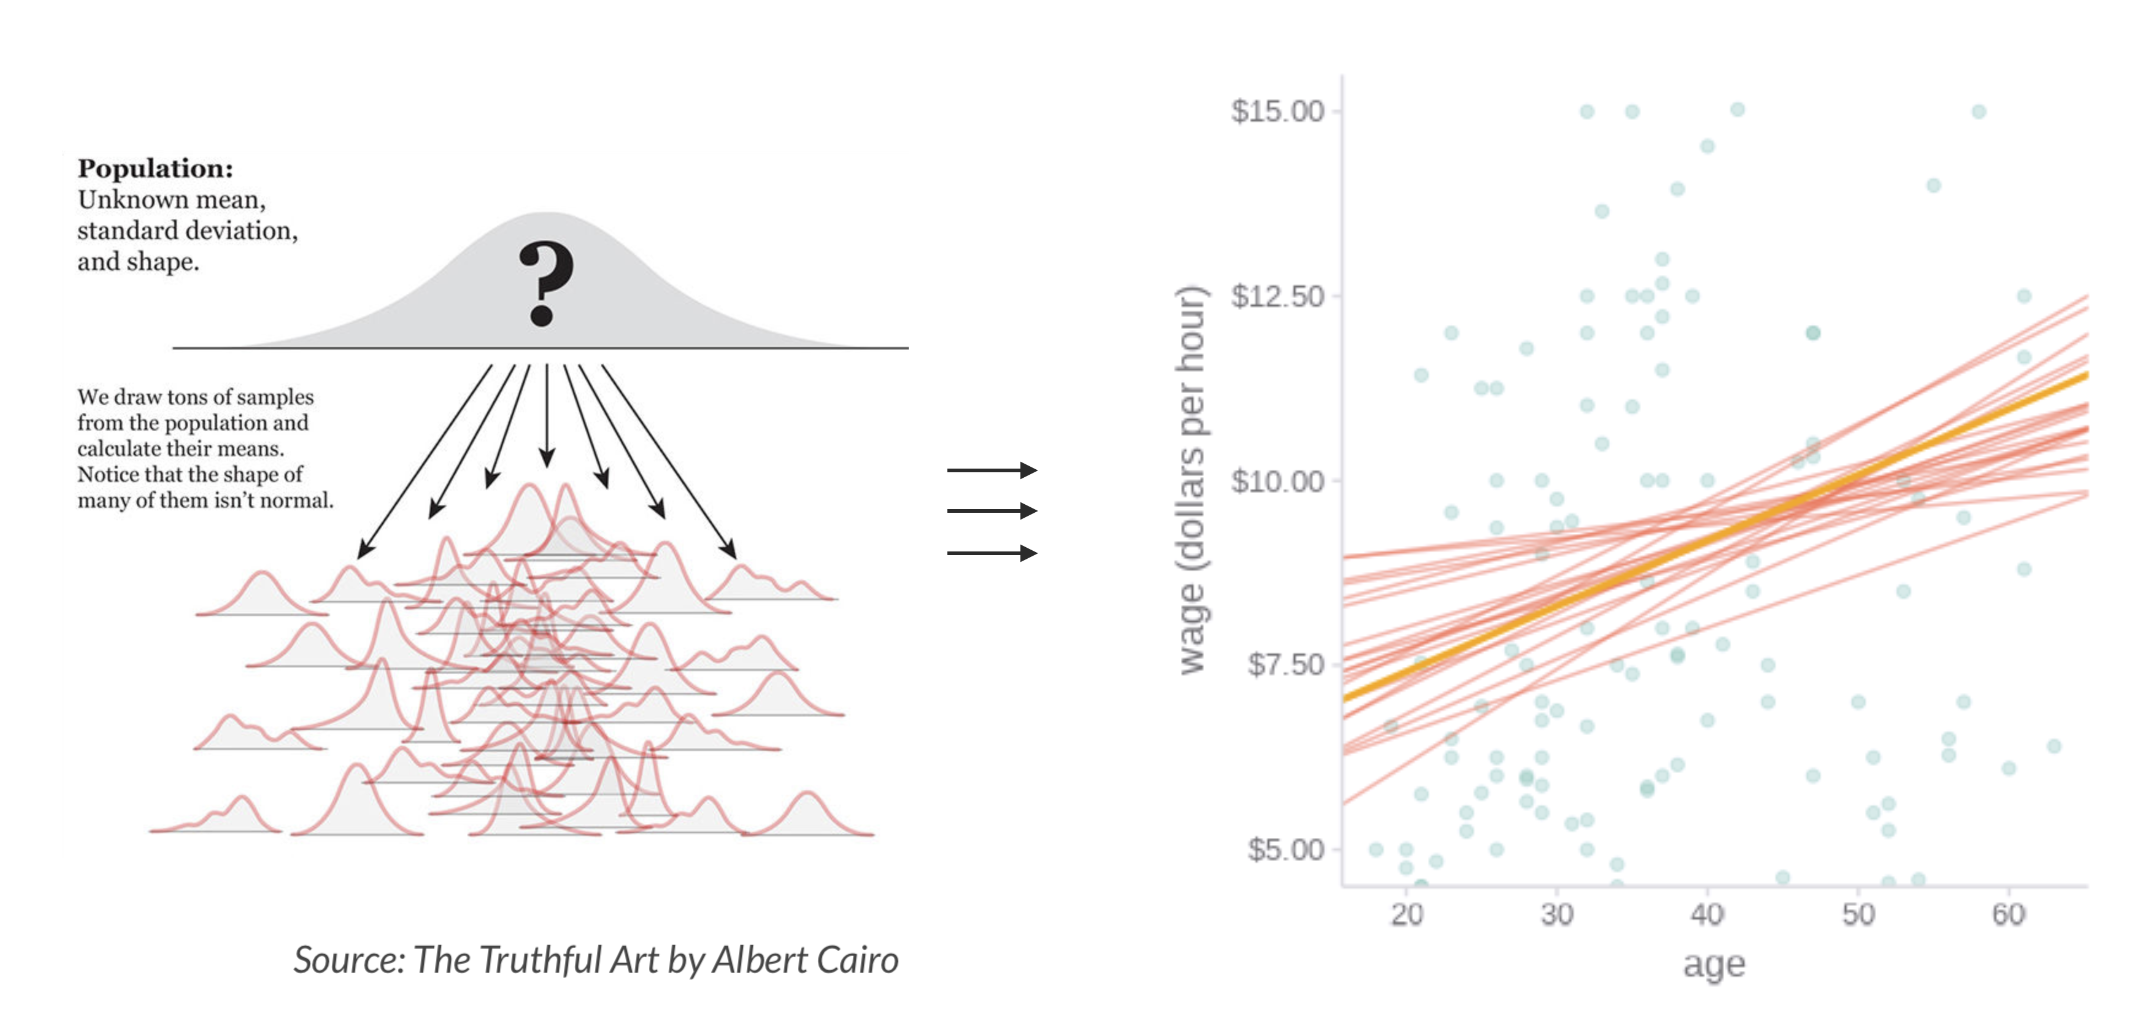 Population:
Unknown mean,
standard deviation,
and shape.
?
We draw tons of samples
from the population and
calculate their means.
Notice that the shape of
many of them isn’t normal.
Source: The Truthful Art by Albert Cairo
wage (dollars per hour)
$15.00
$12.50
$10.00
$7.50
$5.00
20 30 40 50 60
age